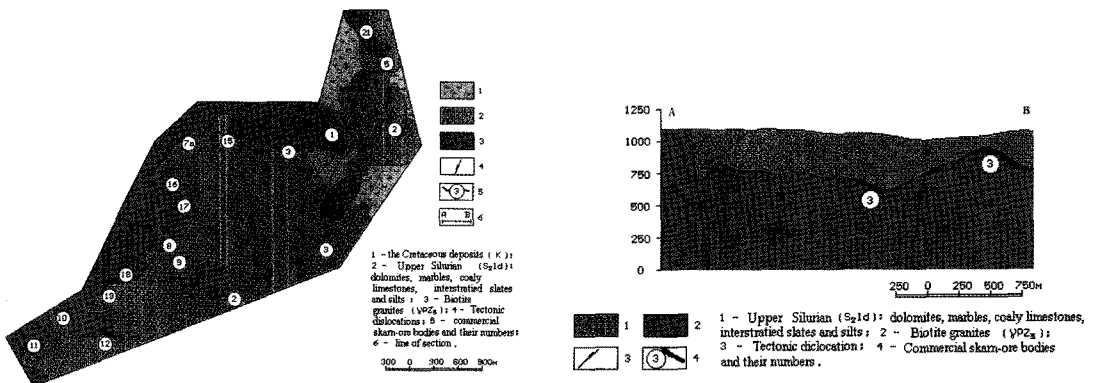 21
5
1
2
7a
15
3
16
17
8
9
3
18
19
2
10
11
12
1
2
3
4
3 5
A B 6
1 - the Cretaceous deposits ( K );
2 - Upper Silurian (S₂ld):
dolomites, marbles, coaly
limestones, interstratied slates
and silts ; 3 - Biotite
granites (γPZ₃); 4 - Tectonic
dislocations; 5 - commercial
skarn-ore bodies and their numbers;
6 - line of section .
300 0 300 600 900м
A B
1250
1000
750
500
250
0
3
3
250 0 250 500 750м
1 2
3 3 4
1 - Upper Silurian (S₂ld): dolomites, marbles, coaly limestones,
interstratied slates and silts; 2 - Biotite granites (γPZ₃);
3 - Tectonic diclocation; 4 - Commercial skarn-ore bodies
and their numbers .